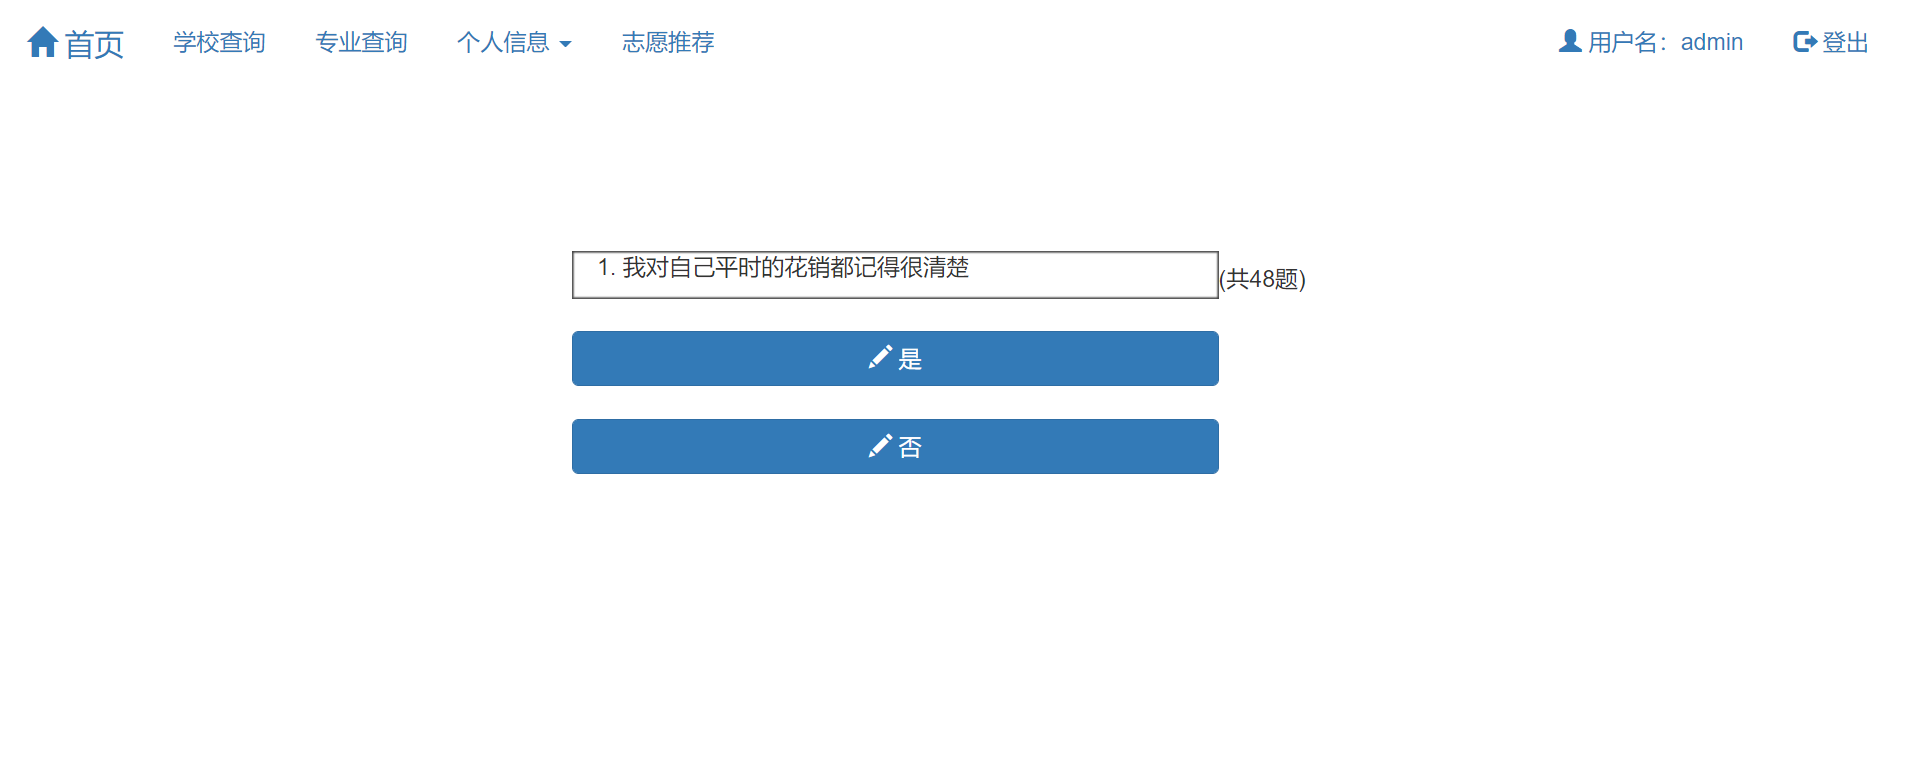 首页 学校查询 专业查询 个人信息 志愿推荐 用户名：admin 登出
1. 我对自己平时的花销都记得很清楚
(共48题)
是
否